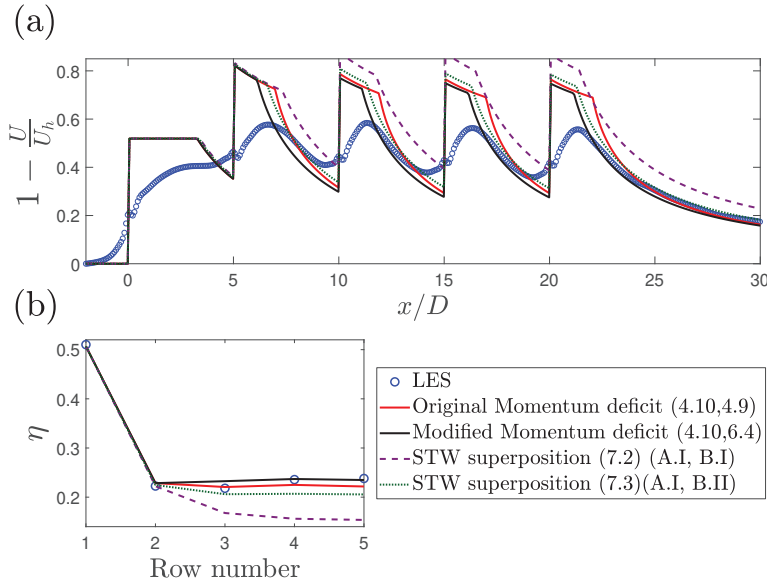 (a)
0.8
0.6
0.4
0.2
0
1 − U/U_h
0 5 10 15 20 25 30
x/D
(b)
0.5
0.4
0.3
0.2
η
1 2 3 4 5
Row number
LES
Original Momentum deficit (4.10,4.9)
Modified Momentum deficit (4.10,6.4)
STW superposition (7.2) (A.I, B.I)
STW superposition (7.3)(A.I, B.II)